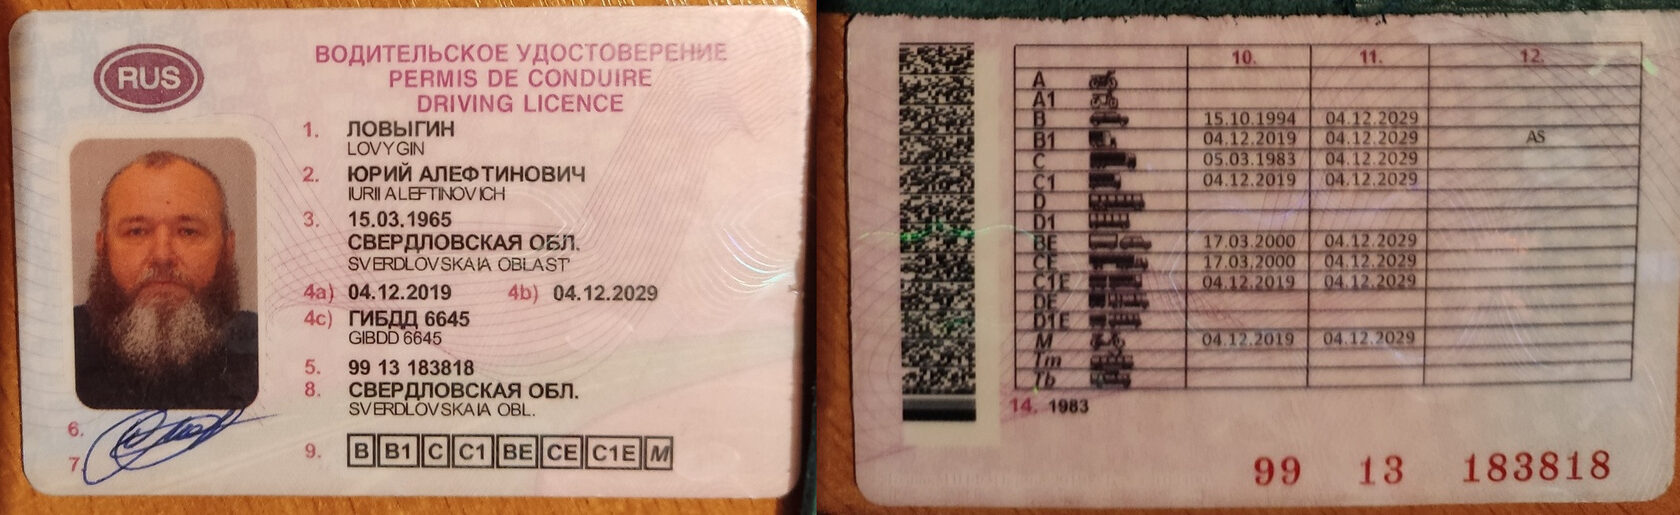 RUS
ВОДИТЕЛЬСКОЕ УДОСТОВЕРЕНИЕ
PERMIS DE CONDUIRE
DRIVING LICENCE
1. ЛОВЫГИН
LOVYGIN
2. ЮРИЙ АЛЕФТИНОВИЧ
IURII ALEFTINOVICH
3. 15.03.1965
СВЕРДЛОВСКАЯ ОБЛ.
SVERDLOVSKAIA OBLAST'
4a) 04.12.2019 4b) 04.12.2029
4c) ГИБДД 6645
GIBDD 6645
5. 99 13 183818
8. СВЕРДЛОВСКАЯ ОБЛ.
SVERDLOVSKAIA OBL.
6.
7.
9. B B1 C C1 BE CE C1E M
10. 11. 12.
A
A1
B 15.10.1994 04.12.2029
B1 04.12.2019 04.12.2029 AS
C 05.03.1983 04.12.2029
C1 04.12.2019 04.12.2029
D
D1
BE 17.03.2000 04.12.2029
CE 17.03.2000 04.12.2029
C1E 04.12.2019 04.12.2029
DE
D1E
M 04.12.2019 04.12.2029
Tm
Tb
14. 1983
99 13 183818